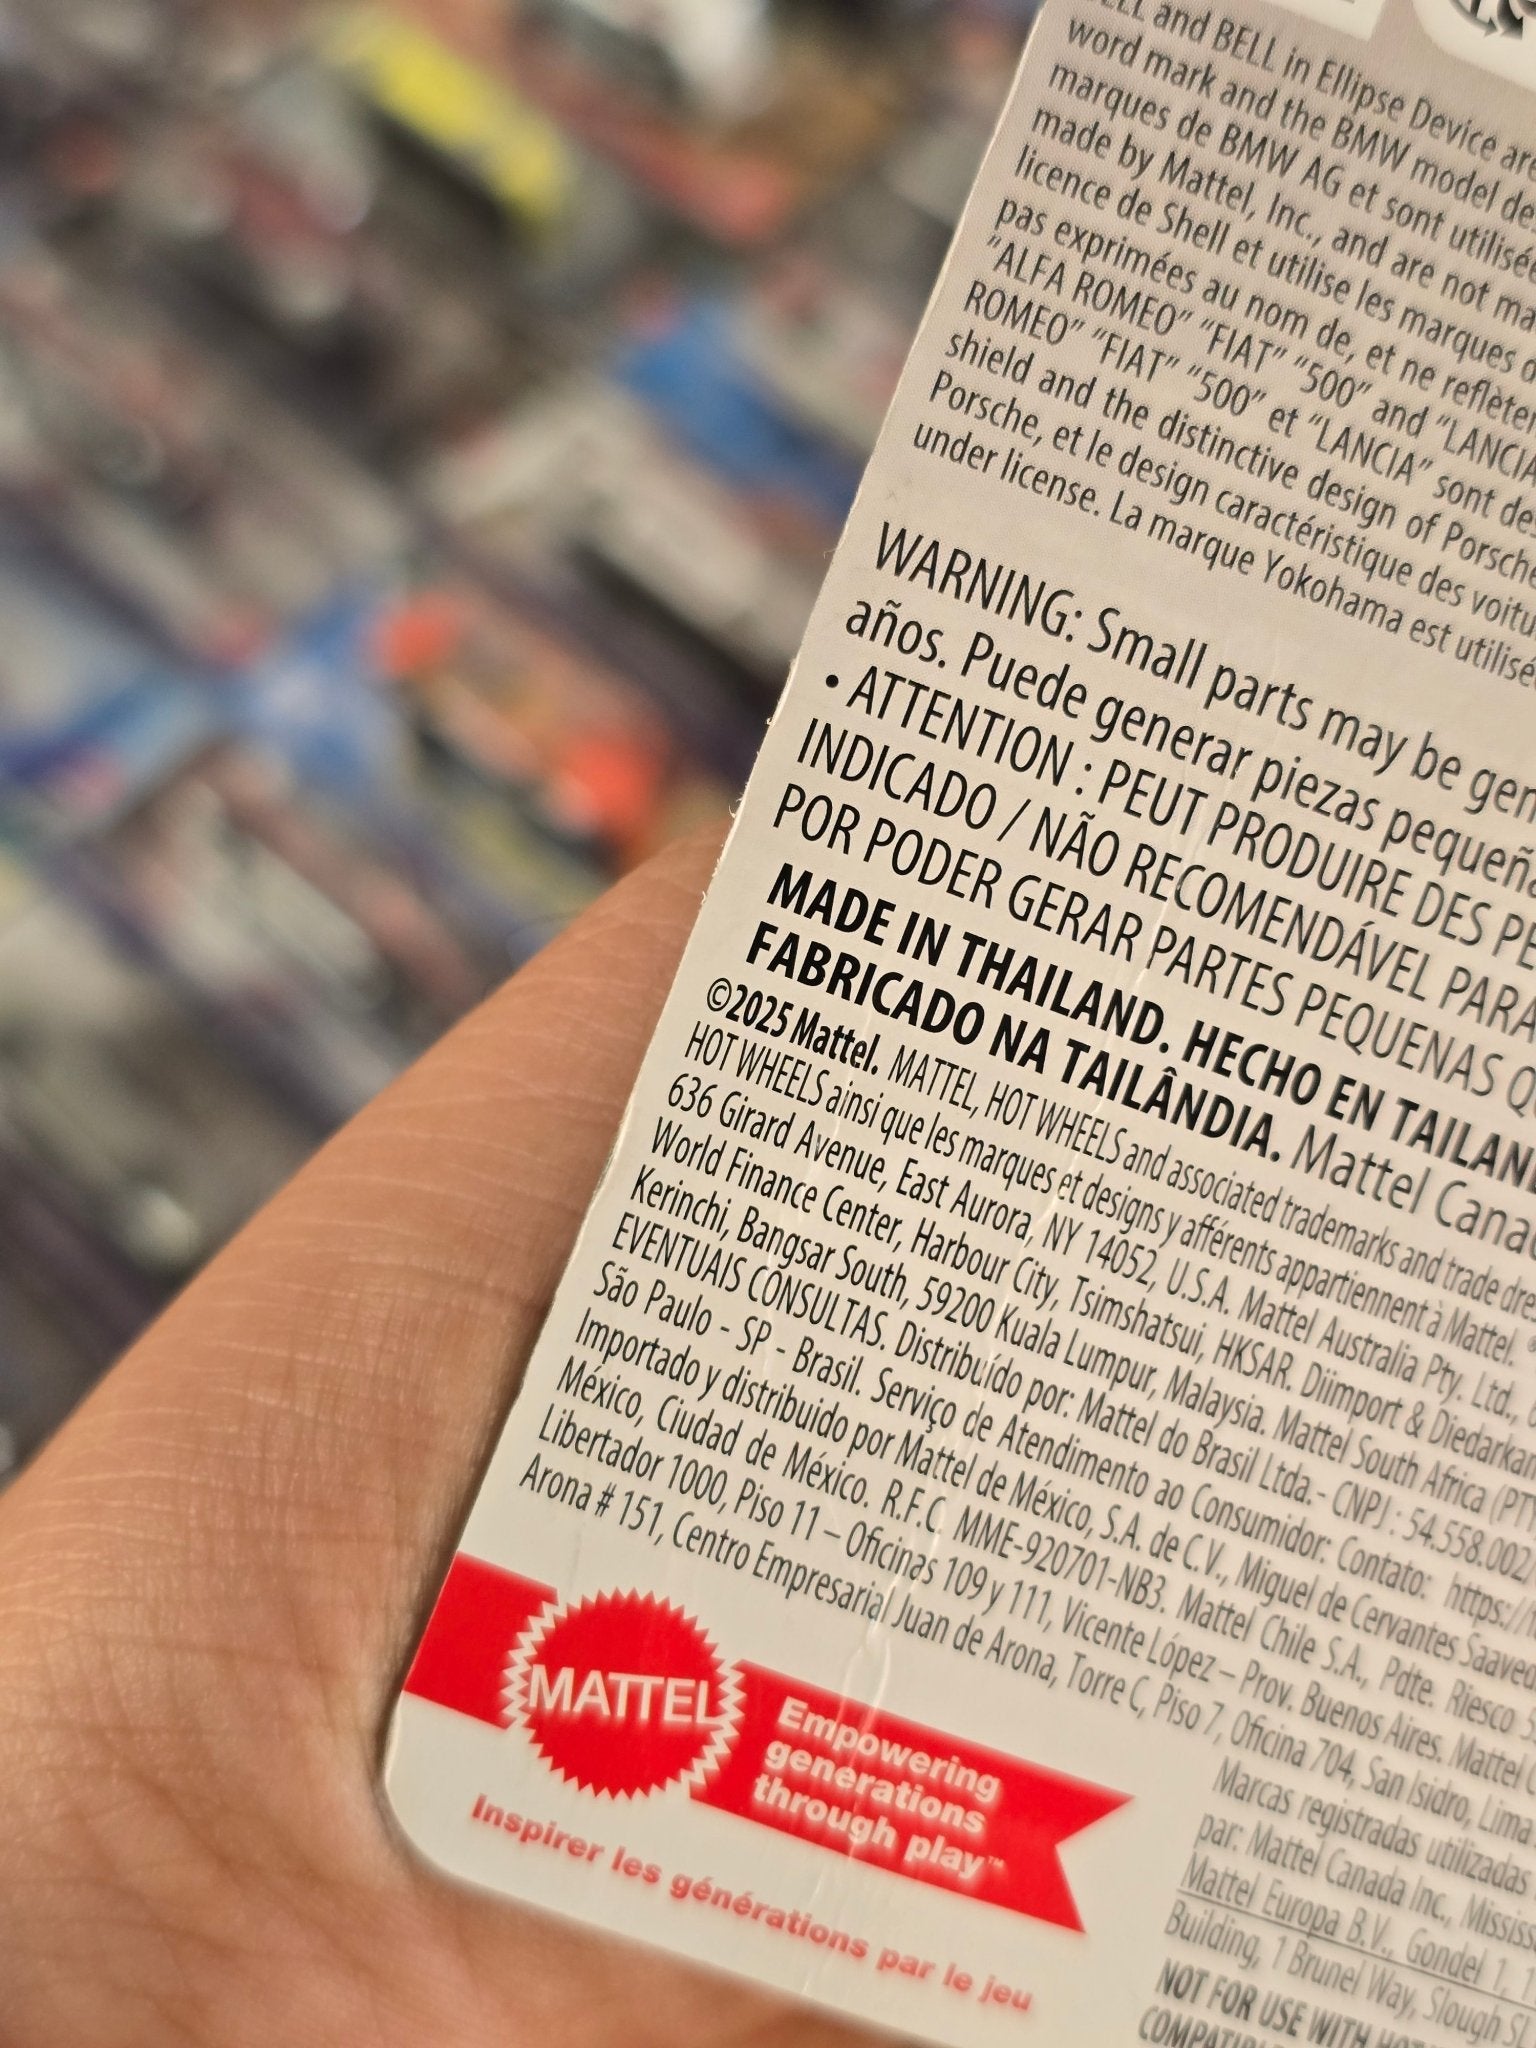 and BELL in Ellipse Device are
word mark and the BMW model
marques de BMW AG et sont
made by Mattel, Inc., and are not
licence de Shell et utilise les marques
pas exprimées au nom de, et ne
"ALFA ROMEO" "FIAT" "500" and "LANCIA
ROMEO" "FIAT" "500" et "LANCIA" sont
shield and the distinctive design of Porsche
Porsche, et le design caractéristique des
under license. La marque Yokohama est
WARNING: Small parts may be
años. Puede generar piezas
• ATTENTION : PEUT PRODUIRE DES
INDICADO / NÃO RECOMENDÁVEL PARA
POR PODER GERAR PARTES PEQUENAS
MADE IN THAILAND. HECHO EN
FABRICADO NA TAILÂNDIA. Mattel
©2025 Mattel. MATTEL, HOT WHEELS and associated trademarks and trade
HOT WHEELS ainsi que les marques et designs y afférents appartiennent à Mattel.
636 Girard Avenue, East Aurora, NY 14052, U.S.A. Mattel Australia Pty. Ltd.,
World Finance Center, Harbour City, Tsimshatsui, HKSAR. Diimport & Diedarkan
Kerinchi, Bangsar South, 59200 Kuala Lumpur, Malaysia. Mattel South Africa
EVENTUAIS CONSULTAS. Distribuído por: Mattel do Brasil Ltda.- CNPJ : 54.558.002/
São Paulo - SP - Brasil. Serviço de Atendimento ao Consumidor: Contato: https://
Importado y distribuido por Mattel de México, S.A. de C.V., Miguel de Cervantes
México, Ciudad de México. R.F.C. MME-920701-NB3. Mattel Chile S.A., Pdte. Riesco
Libertador 1000, Piso 11 – Oficinas 109 y 111, Vicente López – Prov. Buenos Aires. Mattel
Arona # 151, Centro Empresarial Juan de Arona, Torre C, Piso 7, Oficina 704, San Isidro, Lima
MATTEL
Empowering
generations
through play™
Inspirer les générations par le jeu
Marcas registradas utilizadas
par: Mattel Canada Inc.,
Mattel Europa B.V., Gondel 1,
Building, 1 Brunel Way, Slough
NOT FOR USE WITH